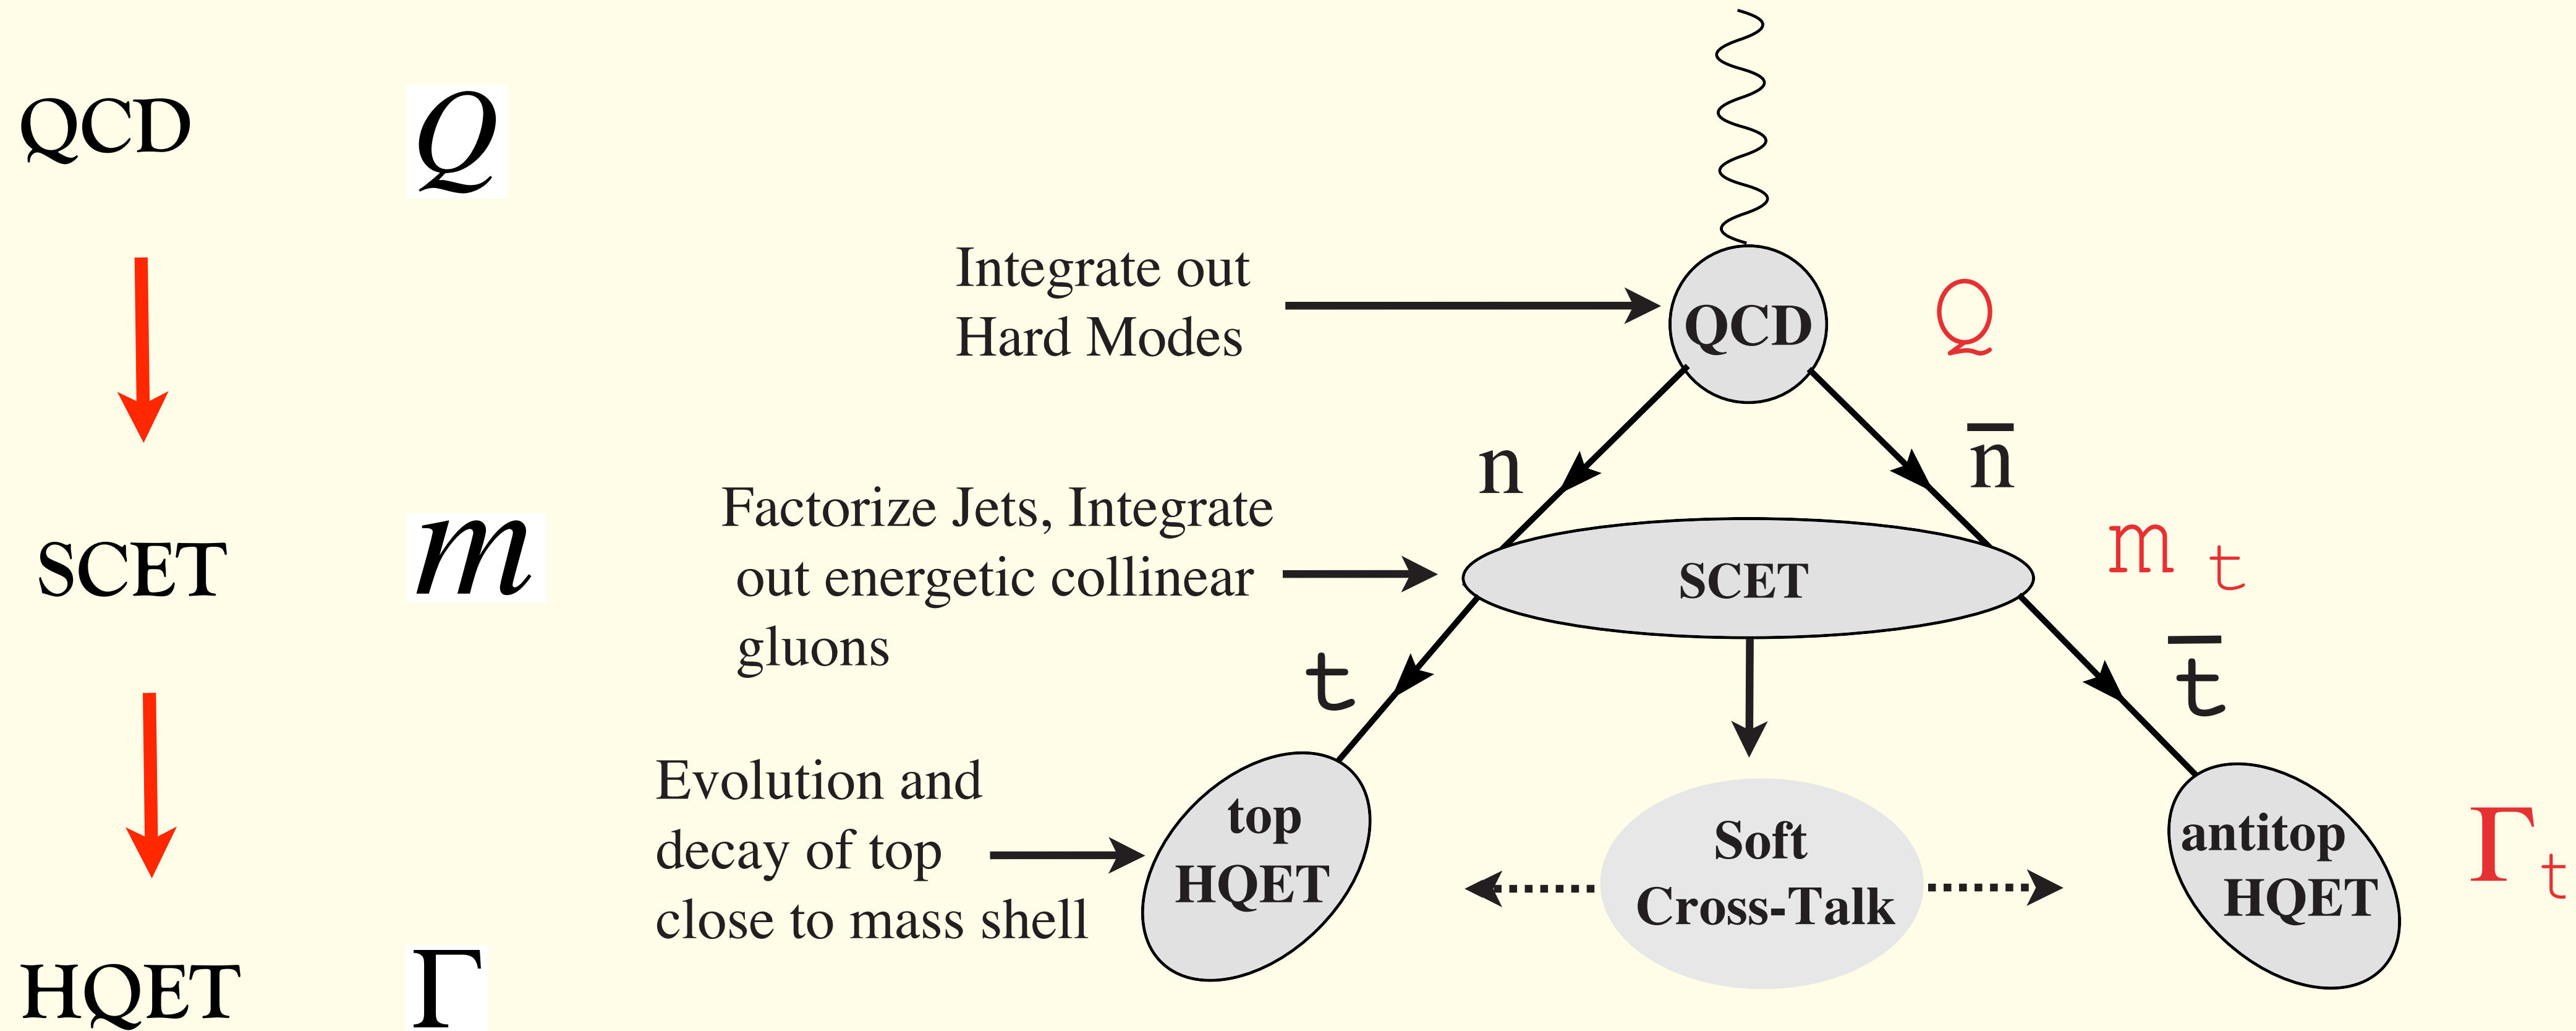 QCD
Q
SCET
m
HQET
Γ
Integrate out
Hard Modes
QCD
Q
n
n̄
Factorize Jets, Integrate
out energetic collinear
gluons
SCET
m t
t
t̄
Evolution and
decay of top
close to mass shell
top
HQET
Soft
Cross-Talk
antitop
HQET
Γt